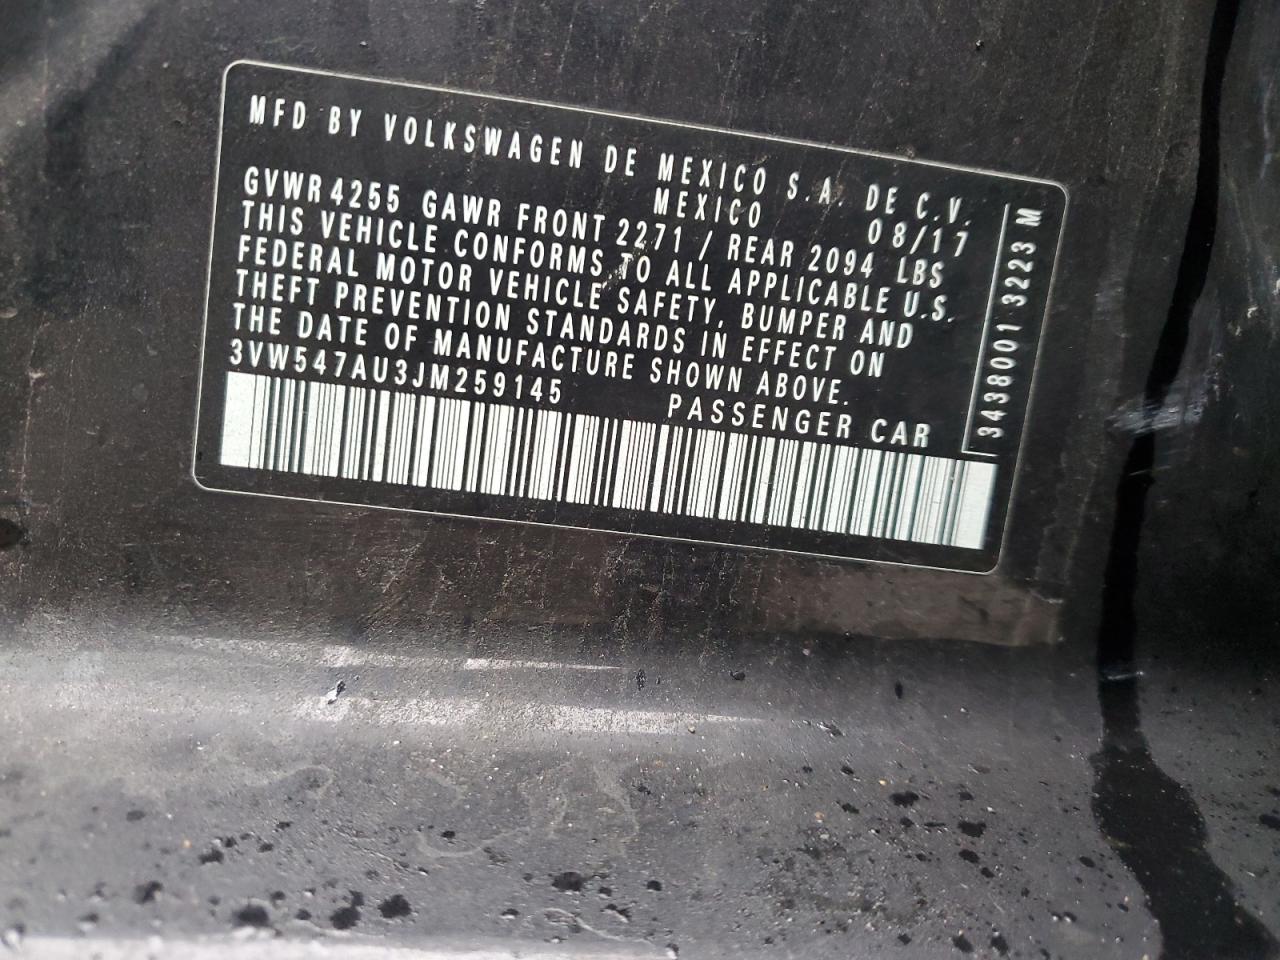 MFD BY VOLKSWAGEN DE MEXICO S.A. DE C.V.
MEXICO 08/17
GVWR 4255 GAWR FRONT 2271 / REAR 2094 LBS
THIS VEHICLE CONFORMS TO ALL APPLICABLE U.S.
FEDERAL MOTOR VEHICLE SAFETY, BUMPER AND
THEFT PREVENTION STANDARDS IN EFFECT ON
THE DATE OF MANUFACTURE SHOWN ABOVE.
3VW547AU3JM259145 PASSENGER CAR
3438001 3223 M